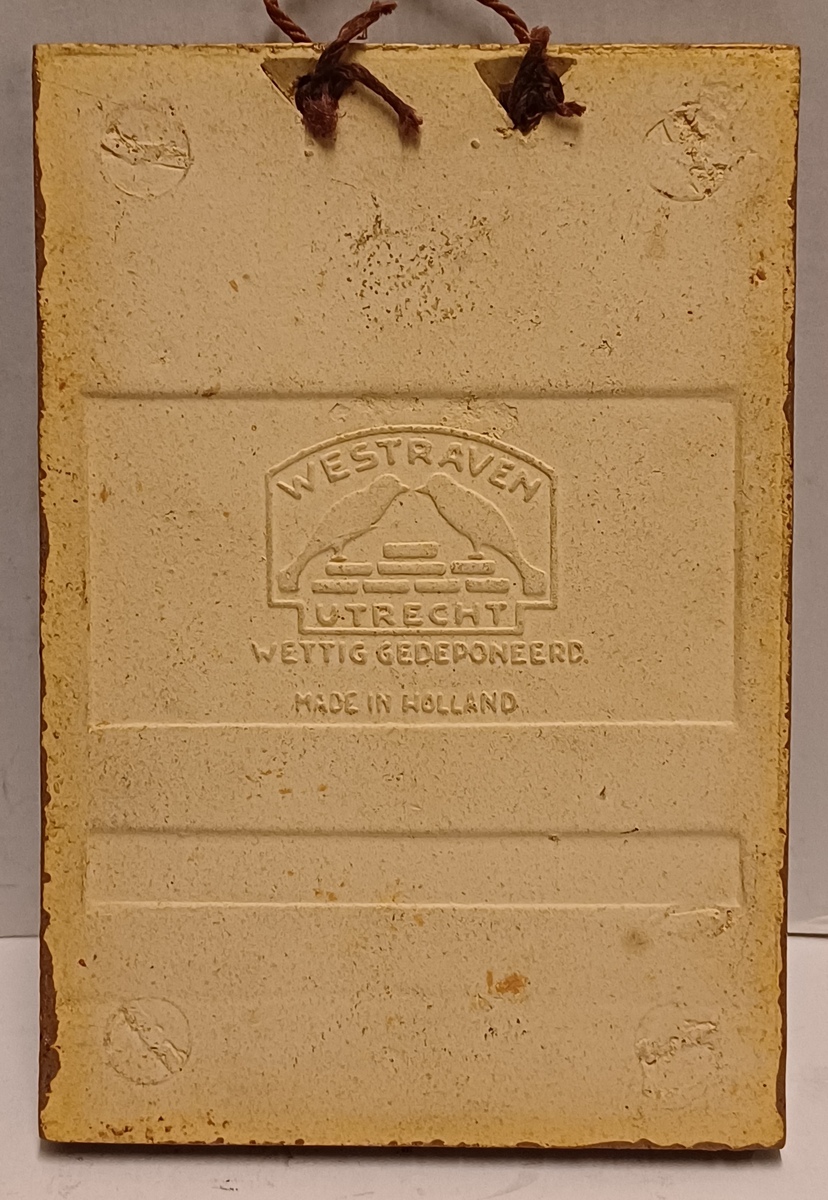 WESTRAVEN
UTRECHT
WETTIG GEDEPONEERD.
MADE IN HOLLAND